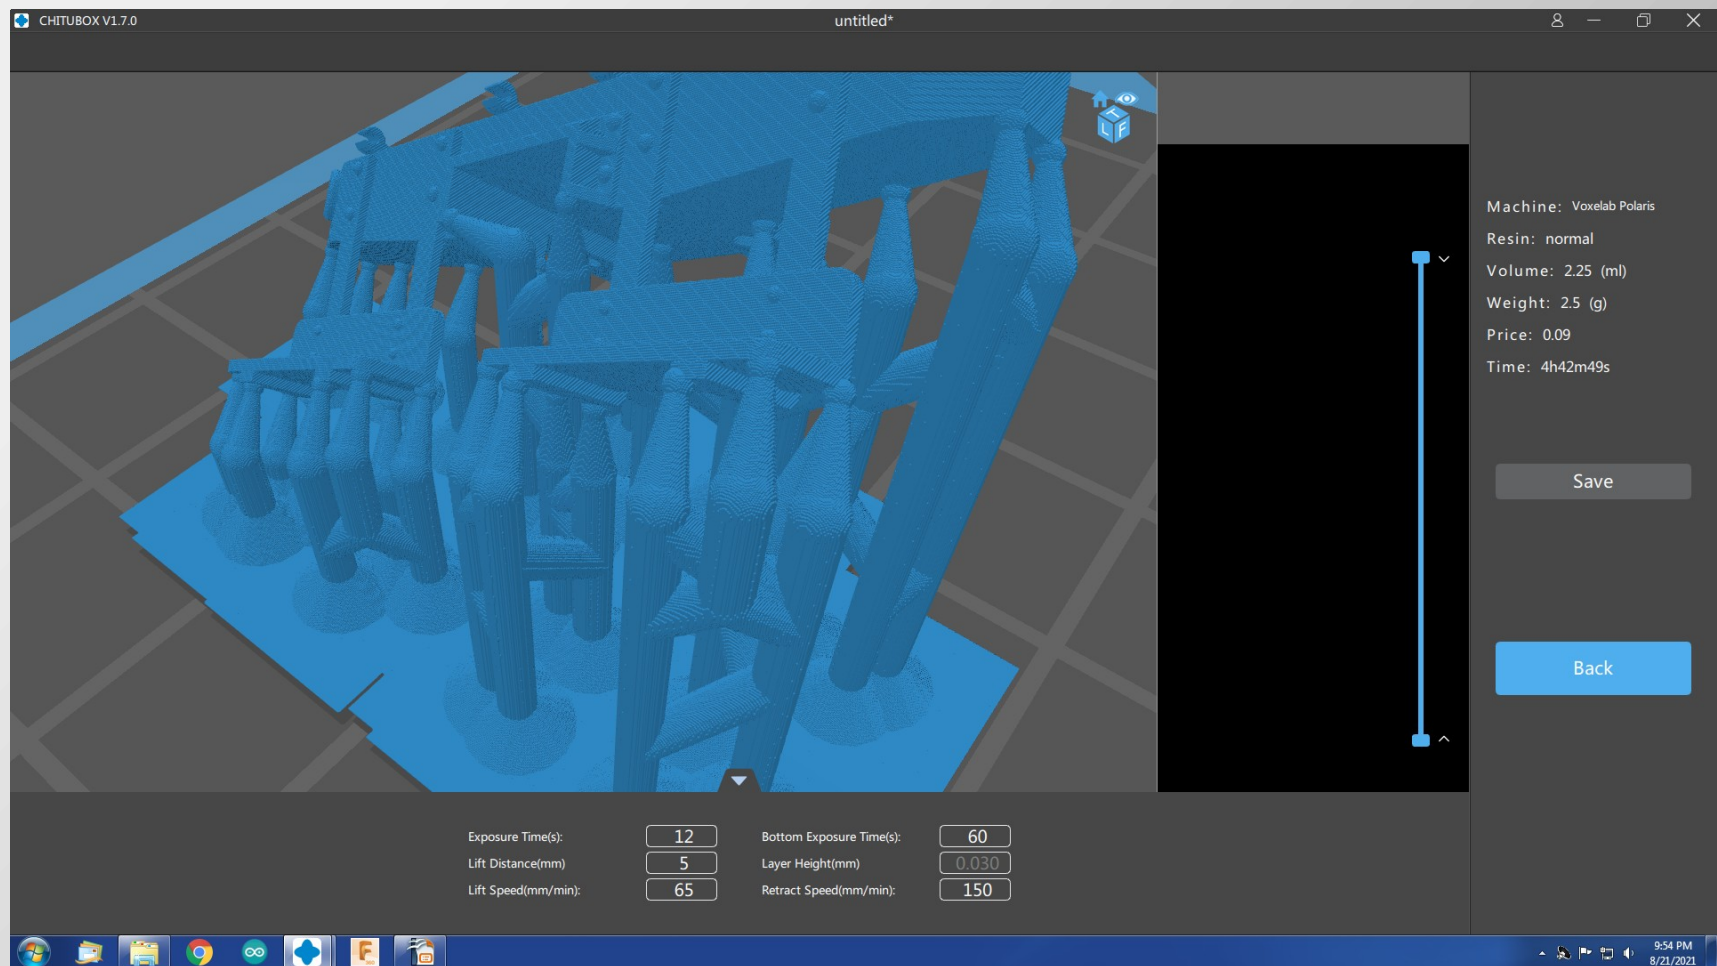 CHITUBOX V1.7.0
untitled*
T
L F
Machine: Voxelab Polaris
Resin: normal
Volume: 2.25 (ml)
Weight: 2.5 (g)
Price: 0.09
Time: 4h42m49s
Save
Back
Exposure Time(s): 12 Bottom Exposure Time(s): 60
Lift Distance(mm) 5 Layer Height(mm) 0.030
Lift Speed(mm/min): 65 Retract Speed(mm/min): 150
9:54 PM
8/21/2021